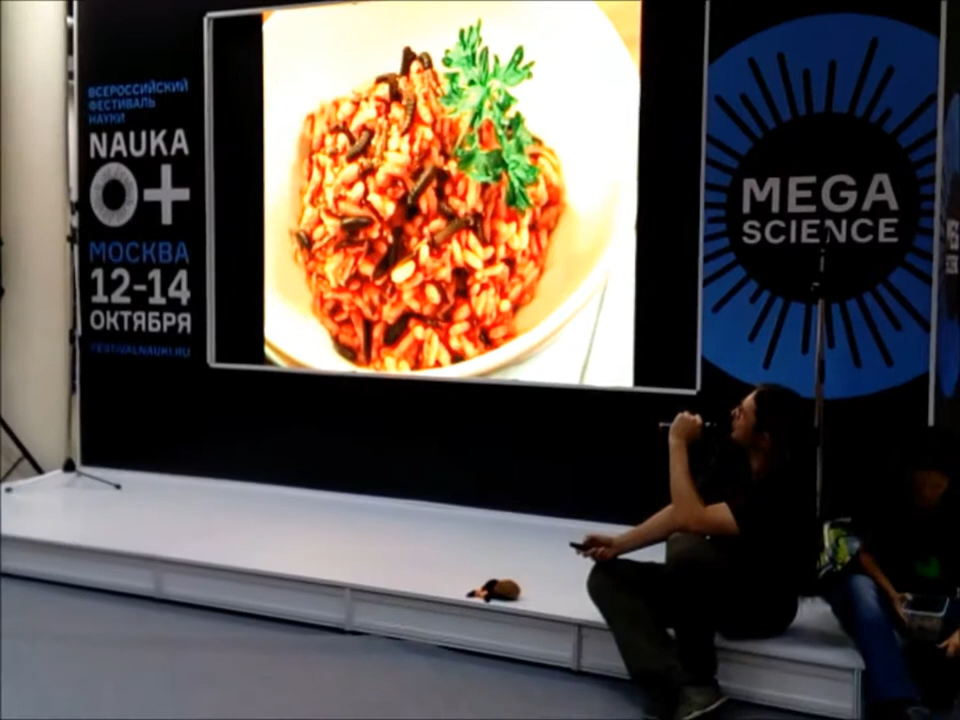 ВСЕРОССИЙСКИЙ
ФЕСТИВАЛЬ
НАУКИ
NAUKA
0+
МОСКВА
12–14
ОКТЯБРЯ
FESTIVALNAUKI.RU
MEGA
SCIENCE